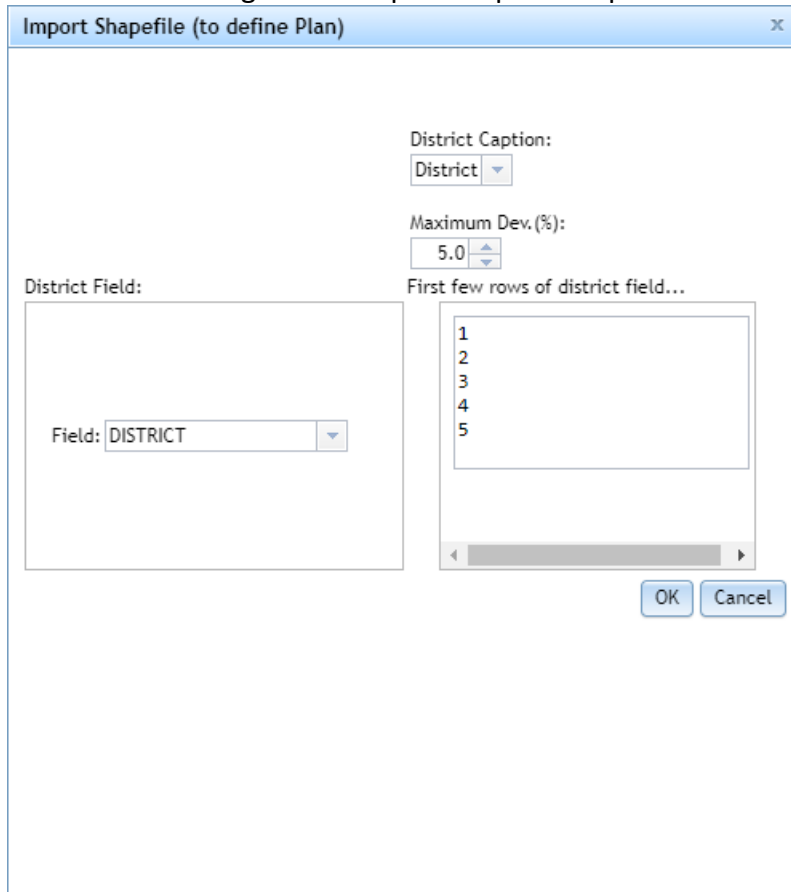 Import Shapefile (to define Plan) x
District Caption:
District
Maximum Dev.(%):
5.0
District Field:
First few rows of district field...
1
2
3
4
5
Field: DISTRICT
OK Cancel